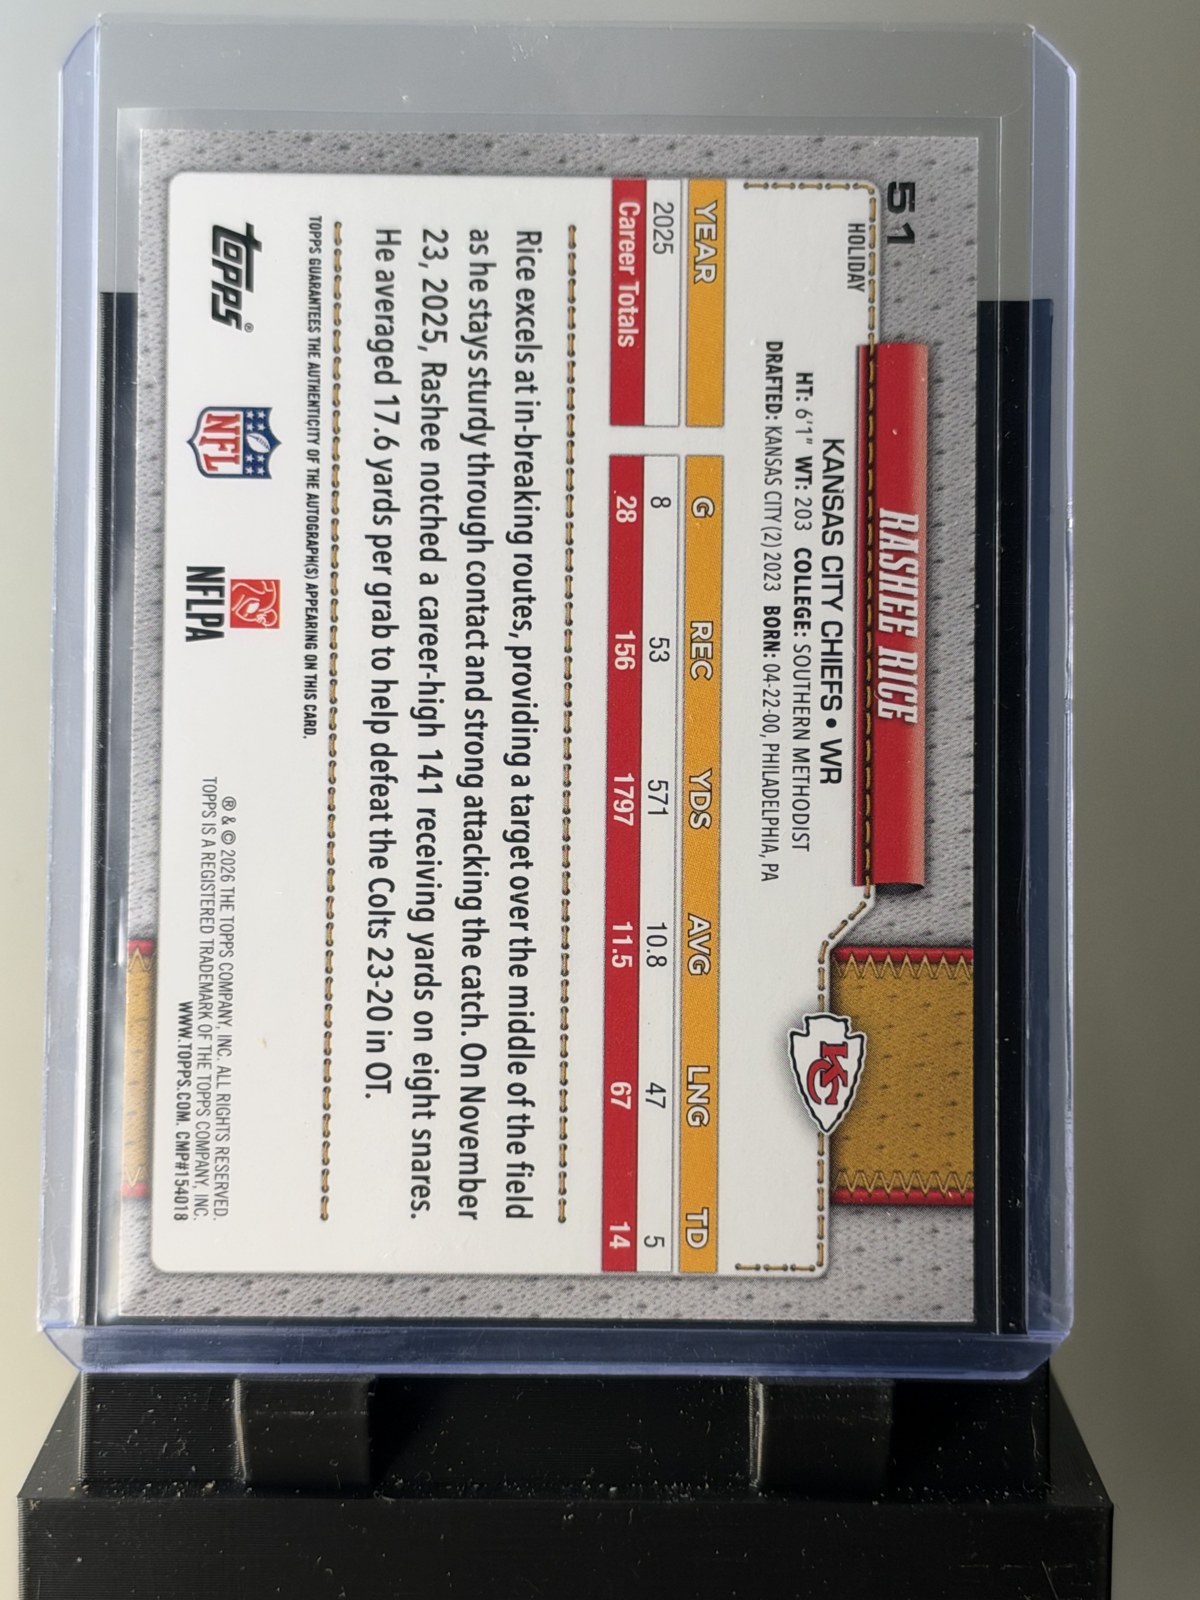 51
RASHEE RICE
HOLIDAY
KANSAS CITY CHIEFS • WR
HT: 6'1" WT: 203 COLLEGE: SOUTHERN METHODIST
DRAFTED: KANSAS CITY (2) 2023 BORN: 04-22-00, PHILADELPHIA, PA
KC
YEAR G REC YDS AVG LNG TD
2025 8 53 571 10.8 47 5
Career Totals 28 156 1797 11.5 67 14
Rice excels at in-breaking routes, providing a target over the middle of the field
as he stays sturdy through contact and strong attacking the catch. On November
23, 2025, Rashee notched a career-high 141 receiving yards on eight snares.
He averaged 17.6 yards per grab to help defeat the Colts 23-20 in OT.
TOPPS GUARANTEES THE AUTHENTICITY OF THE AUTOGRAPH(S) APPEARING ON THIS CARD.
topps®
NFL
NFLPA
® & © 2026 THE TOPPS COMPANY, INC. ALL RIGHTS RESERVED.
TOPPS IS A REGISTERED TRADEMARK OF THE TOPPS COMPANY, INC.
WWW.TOPPS.COM. CMP#154018